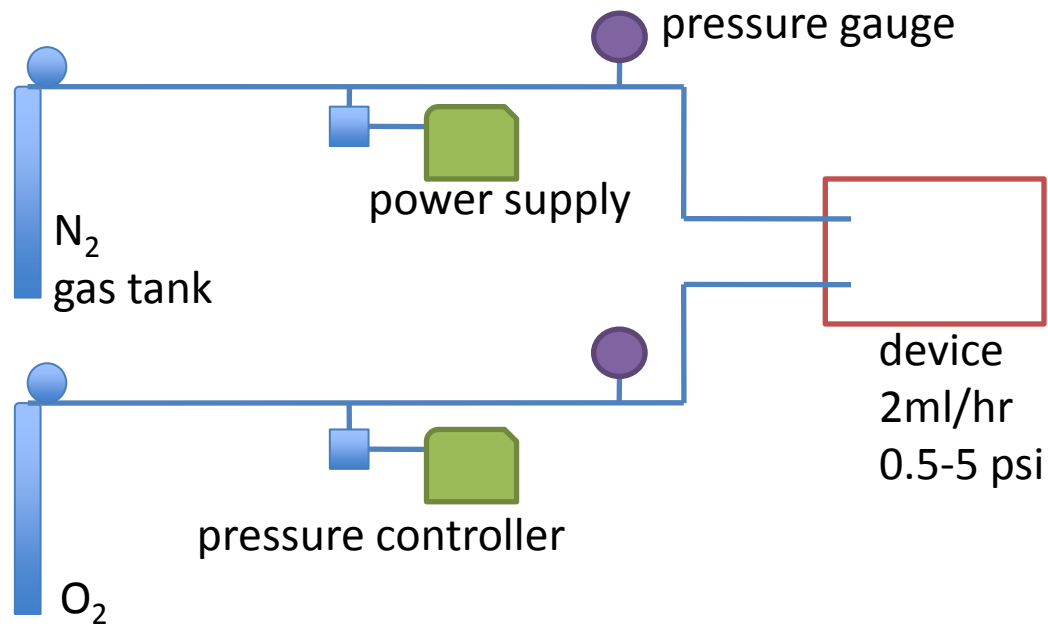 pressure gauge
power supply
N₂
gas tank
device
2ml/hr
0.5-5 psi
pressure controller
O₂